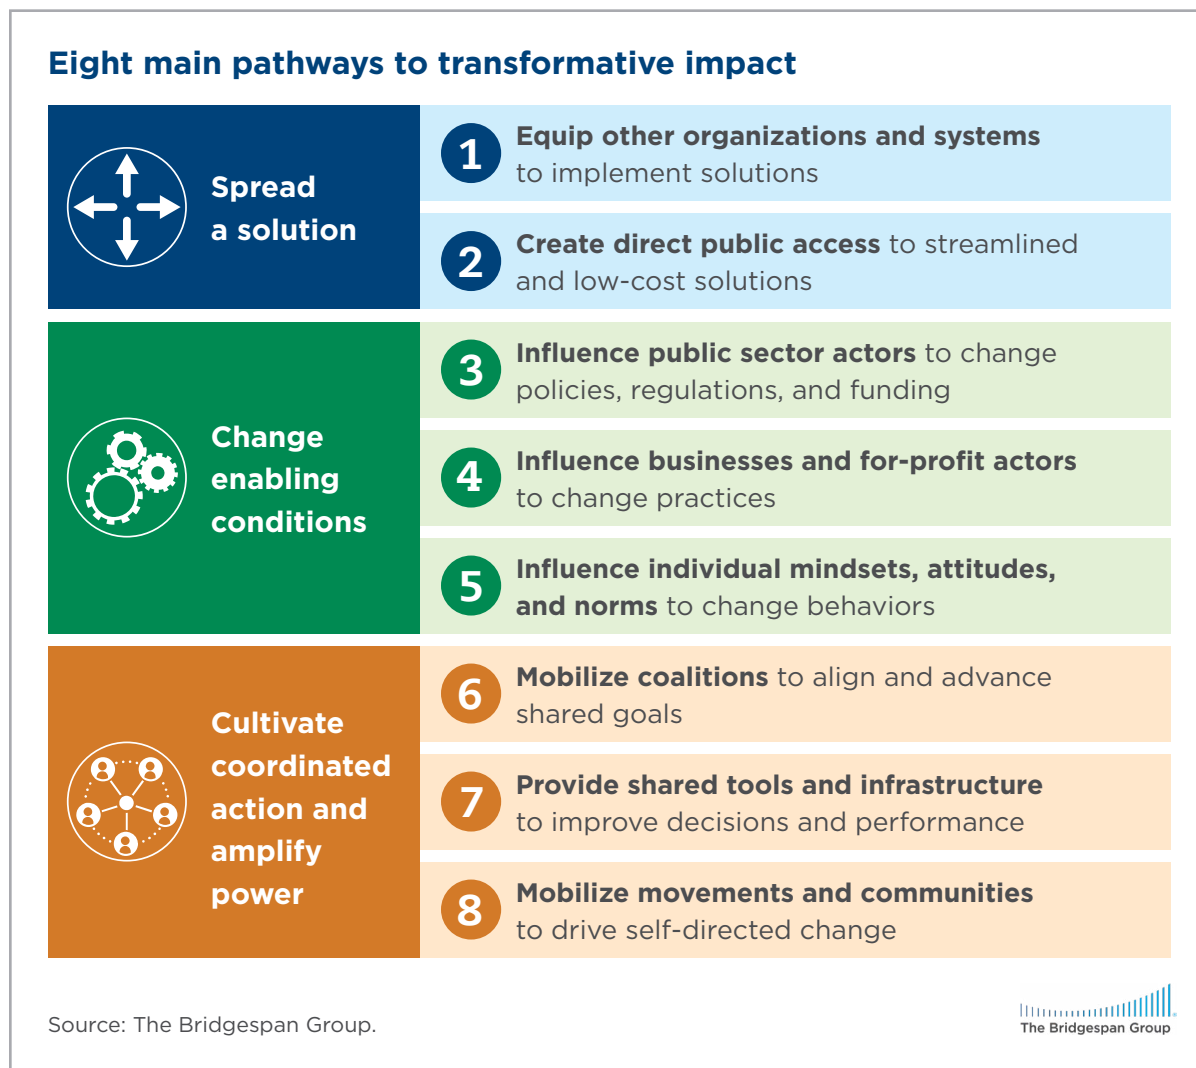 Eight main pathways to transformative impact
Spread
a solution
1
Equip other organizations and systems
to implement solutions
2
Create direct public access to streamlined
and low-cost solutions
Change
enabling
conditions
3
Influence public sector actors to change
policies, regulations, and funding
4
Influence businesses and for-profit actors
to change practices
5
Influence individual mindsets, attitudes,
and norms to change behaviors
Cultivate
coordinated
action and
amplify
power
6
Mobilize coalitions to align and advance
shared goals
7
Provide shared tools and infrastructure
to improve decisions and performance
8
Mobilize movements and communities
to drive self-directed change
Source: The Bridgespan Group.
The Bridgespan Group